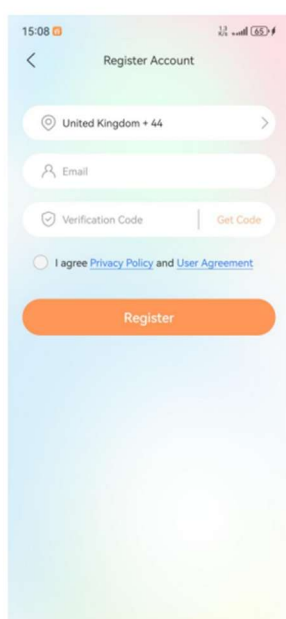 15:08
65
Register Account
United Kingdom + 44
Email
Verification Code
Get Code
I agree Privacy Policy and User Agreement
Register